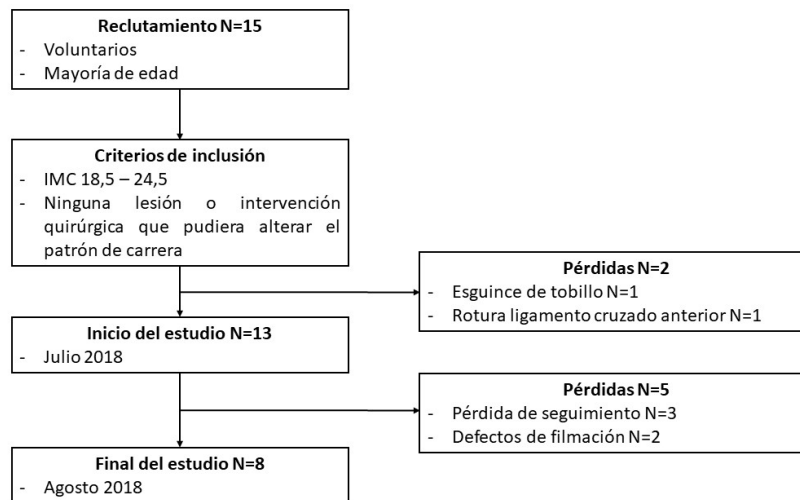 Reclutamiento N=15
- Voluntarios
- Mayoría de edad
Criterios de inclusión
- IMC 18,5 – 24,5
- Ninguna lesión o intervención
quirúrgica que pudiera alterar el
patrón de carrera
Pérdidas N=2
- Esguince de tobillo N=1
- Rotura ligamento cruzado anterior N=1
Inicio del estudio N=13
- Julio 2018
Pérdidas N=5
- Pérdida de seguimiento N=3
- Defectos de filmación N=2
Final del estudio N=8
- Agosto 2018